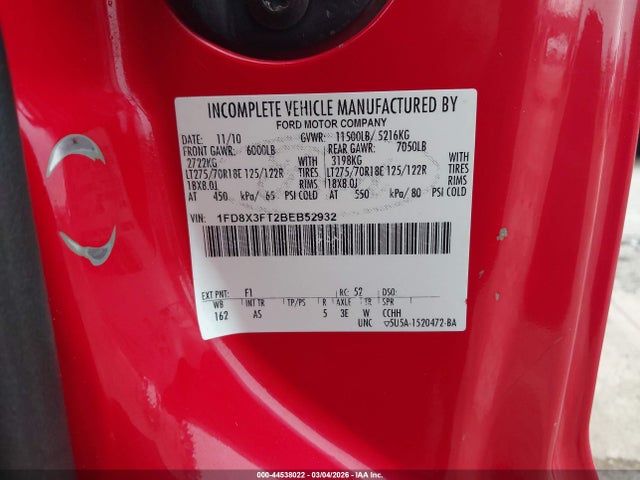 INCOMPLETE VEHICLE MANUFACTURED BY
FORD MOTOR COMPANY
DATE: 11/10 GVWR: 11500LB/ 5216KG
FRONT GAWR: 6000LB REAR GAWR: 7050LB
2722KG WITH 3198KG WITH
LT275/70R18E 125/122R TIRES LT275/70R18E 125/122R TIRES
18X8.0J RIMS 18X8.0J RIMS
AT 450 kPa/ 65 PSI COLD AT 550 kPa/ 80 PSI COLD
VIN: 1FD8X3FT2BEB52932
EXT PNT: F1 RC: 52 DSO:
WB INT TR TP/PS R AXLE TR SPR
162 AS 5 3E W CCHH
UNC 5U5A-1520472-BA
000-44538022 - 03/04/2026 - IAA Inc.